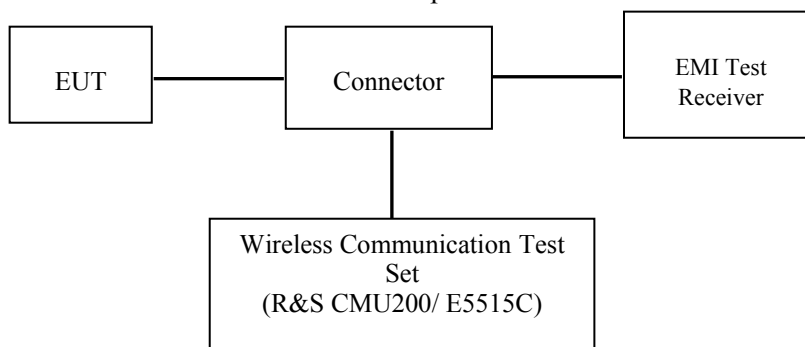 EUT
Connector
EMI Test
Receiver
Wireless Communication Test
Set
(R&S CMU200/ E5515C)